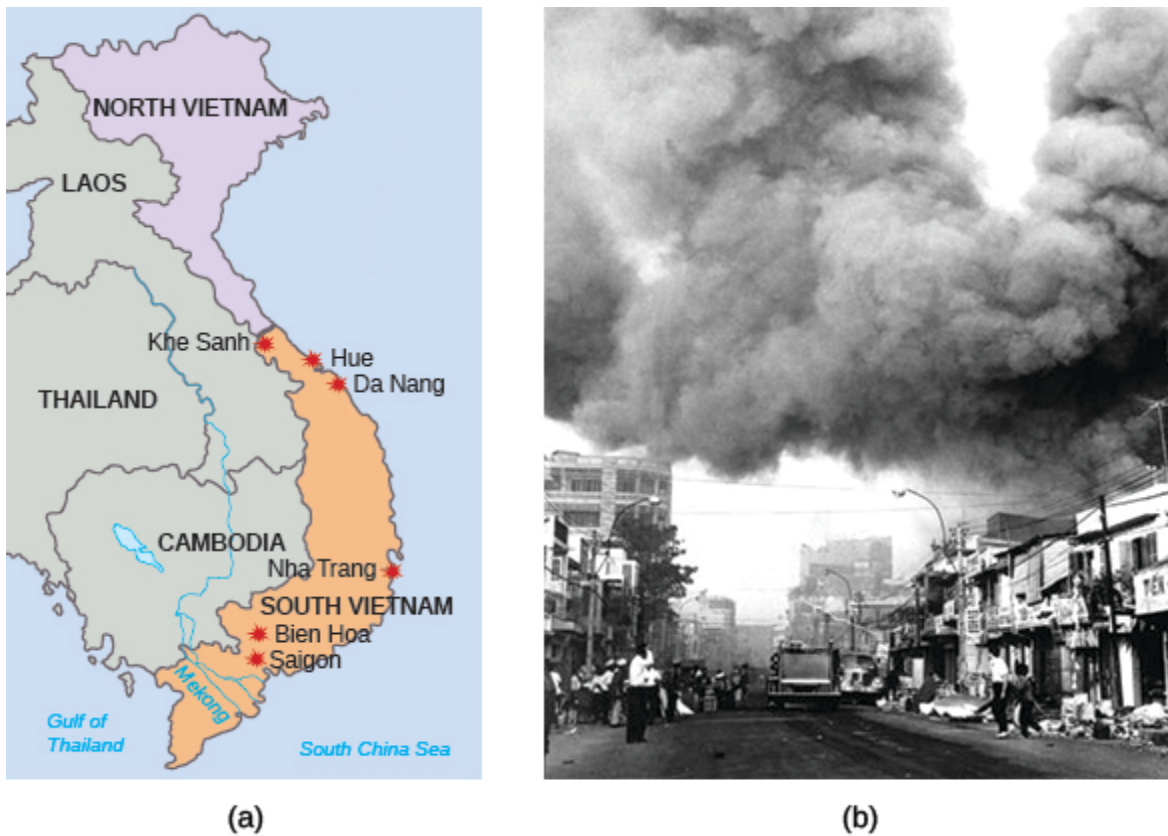 NORTH VIETNAM
LAOS
Khe Sanh
Hue
Da Nang
THAILAND
CAMBODIA
Nha Trang
SOUTH VIETNAM
Bien Hoa
Saigon
Mekong
Gulf of
Thailand
South China Sea
(a)
(b)